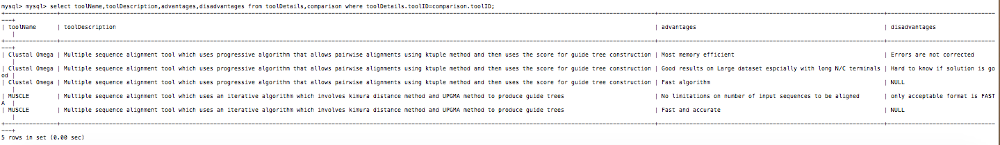 mysql> mysql> select toolName,toolDescription,advantages,disadvantages from toolDetails,comparison where toolDetails.toolID=comparison.toolID;
| toolName | toolDescription | advantages | disadvantages
|
| Clustal Omega | Multiple sequence alignment tool which uses progressive algorithm that allows pairwise alignments using ktuple method and then uses the score for guide tree construction | Most memory efficient | Errors are not corrected
|
| Clustal Omega | Multiple sequence alignment tool which uses progressive algorithm that allows pairwise alignments using ktuple method and then uses the score for guide tree construction | Good results on Large dataset espcially with long N/C terminals | Hard to know if solution is go
od |
| Clustal Omega | Multiple sequence alignment tool which uses progressive algorithm that allows pairwise alignments using ktuple method and then uses the score for guide tree construction | Fast algorithm | NULL
|
| MUSCLE | Multiple sequence alignment tool which uses an iterative algorithm which involves kimura distance method and UPGMA method to produce guide trees | No limitations on number of input sequences to be aligned | only acceptable format is FAST
A |
| MUSCLE | Multiple sequence alignment tool which uses an iterative algorithm which involves kimura distance method and UPGMA method to produce guide trees | Fast and accurate | NULL
|
5 rows in set (0.00 sec)